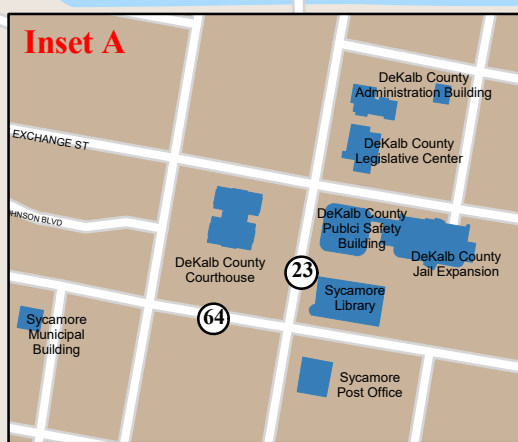 Inset A
DeKalb County
Administration Building
EXCHANGE ST
DeKalb County
Legislative Center
HNSON BLVD
DeKalb County
Publci Safety
Building
DeKalb County
Courthouse
DeKalb County
Jail Expansion
23
Sycamore
Library
64
Sycamore
Municipal
Building
Sycamore
Post Office